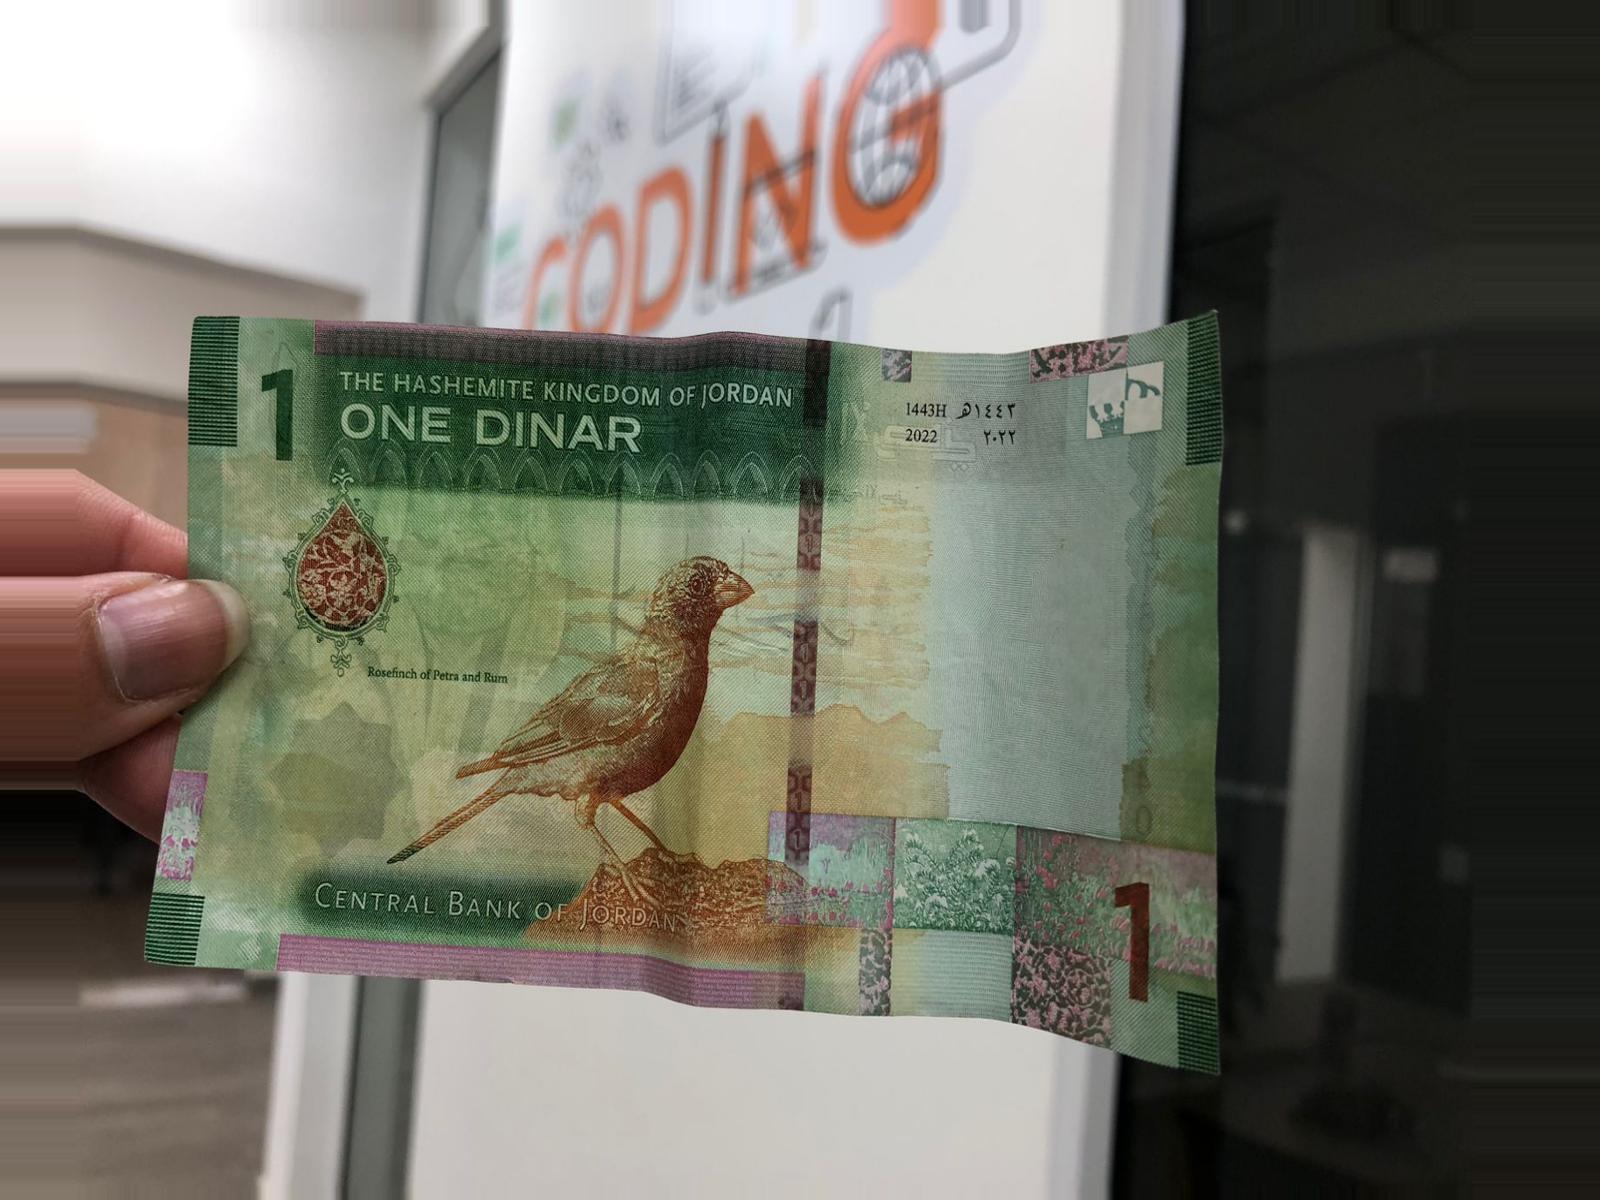 CODING
1
THE HASHEMITE KINGDOM OF JORDAN
ONE DINAR
1443H ١٤٤٣هـ
2022 ٢٠٢٢
Rosefinch of Petra and Rum
CENTRAL BANK OF JORDAN
1